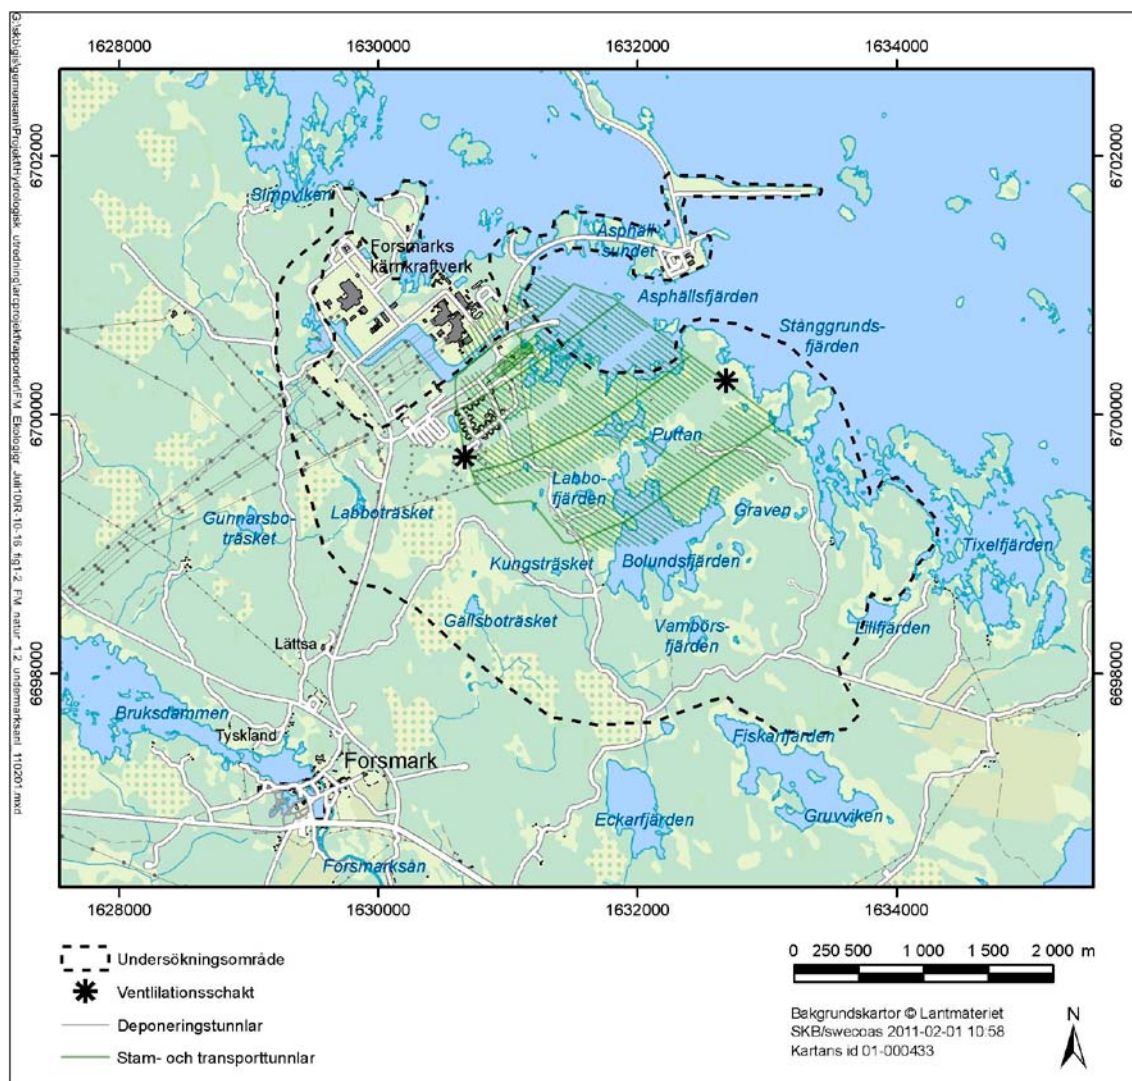 1628000
1630000
1632000
1634000
6702000
6702000
Simpviken
Forsmarks
kärnkraftverk
Asphäll-
sundet
Asphällsfjärden
Stånggrunds-
fjärden
6700000
6700000
Puttan
Labbo-
fjärden
Graven
Labboträsket
Gunnarsbo-
träsket
Tixelfjärden
Kungsträsket
Bolundsfjärden
Gällsboträsket
Vambörs-
fjärden
Lillfjärden
Lättsa
6698000
6698000
Bruksdammen
Tyskland
Fiskarfjärden
Forsmark
Eckarfjärden
Gruvviken
Forsmarksån
1628000
1630000
1632000
1634000
Undersökningsområde
Ventlilationsschakt
Deponeringstunnlar
Stam- och transporttunnlar
0 250 500 1 000 1 500 2 000 m
Bakgrundskartor © Lantmäteriet
SKB/swecoas 2011-02-01 10:58
Kartans id 01-000433
N